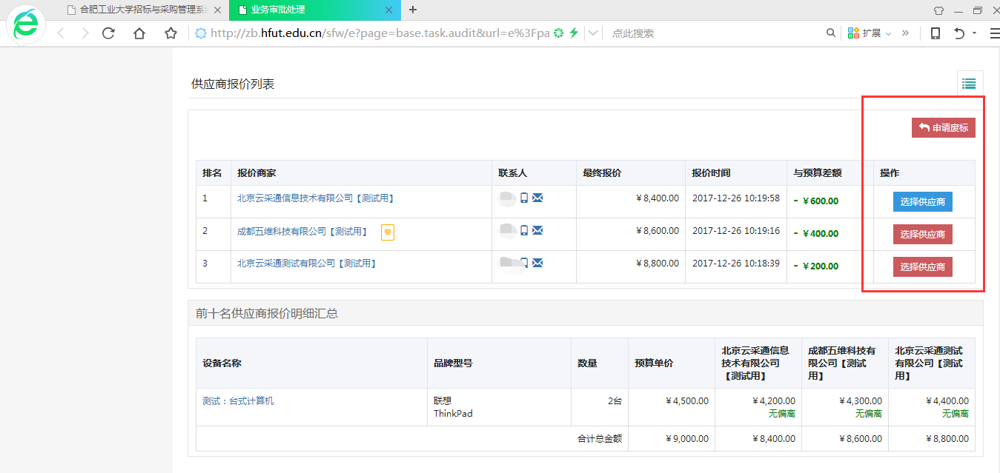 合肥工业大学招标与采购管理系
业务审批处理
http://zb.hfut.edu.cn/sfw/e?page=base.task.audit&url=e%3Fpa
点此搜索
扩展
供应商报价列表
申请废标
排名 报价商家 联系人 最终报价 报价时间 与预算差额 操作
1 北京云采通信息技术有限公司【测试用】 ￥8,400.00 2017-12-26 10:19:58 - ￥600.00 选择供应商
2 成都五维科技有限公司【测试用】 ￥8,600.00 2017-12-26 10:19:16 - ￥400.00 选择供应商
3 北京云采通测试有限公司【测试用】 ￥8,800.00 2017-12-26 10:18:39 - ￥200.00 选择供应商
前十名供应商报价明细汇总
设备名称 品牌型号 数量 预算单价
北京云采通信息
技术有限公司
【测试用】
成都五维科技有
限公司【测试
用】
北京云采通测试
有限公司【测试
用】
测试：台式计算机 联想 2台 ￥4,500.00 ￥4,200.00 ￥4,300.00 ￥4,400.00
ThinkPad 无偏离 无偏离 无偏离
合计总金额 ￥9,000.00 ￥8,400.00 ￥8,600.00 ￥8,800.00